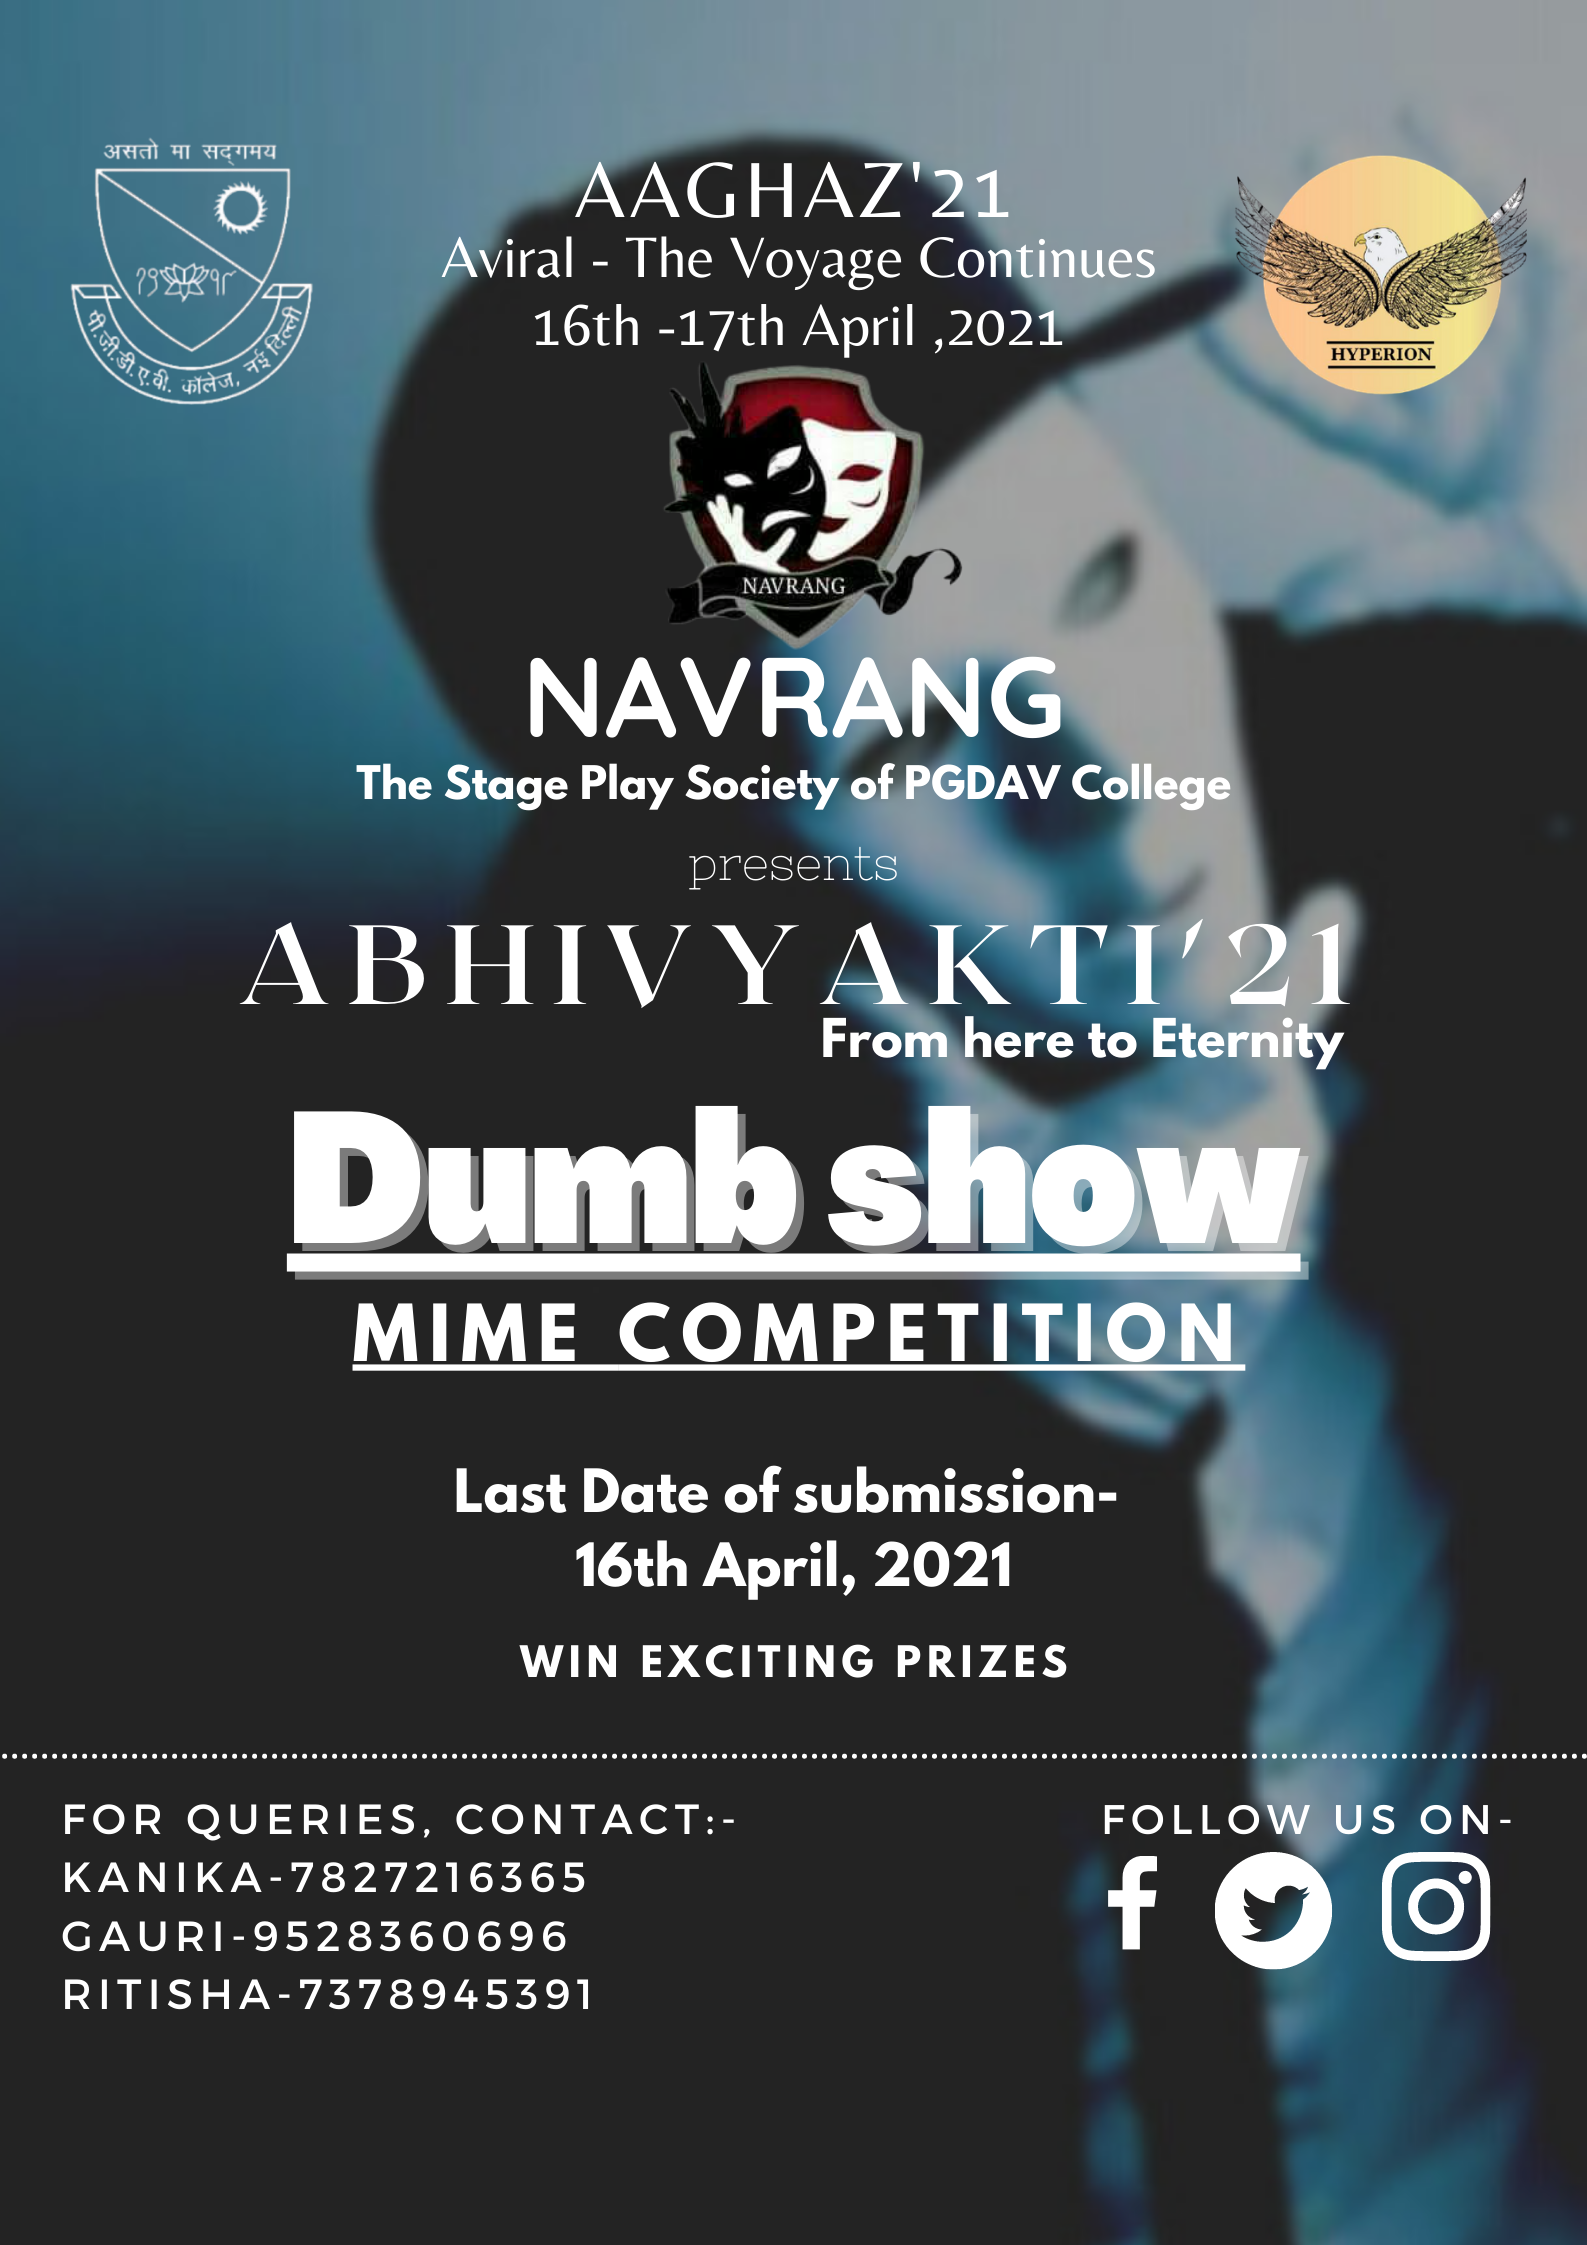 असतो मा सद्गमय
१९ ५८
पी.जी.डी.ए.वी. कॉलेज, नई दिल्ली
AAGHAZ'21
Aviral - The Voyage Continues
16th -17th April ,2021
HYPERION
NAVRANG
NAVRANG
The Stage Play Society of PGDAV College
presents
ABHIVYAKTI'21
From here to Eternity
Dumb show
MIME COMPETITION
Last Date of submission-
16th April, 2021
WIN EXCITING PRIZES
FOR QUERIES, CONTACT:-
KANIKA-7827216365
GAURI-9528360696
RITISHA-7378945391
FOLLOW US ON-